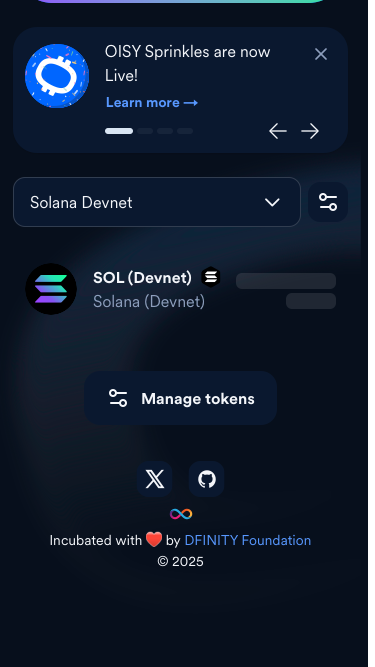 OISY Sprinkles are now
Live!
Learn more →
Solana Devnet
SOL (Devnet)
Solana (Devnet)
Manage tokens
Incubated with ❤️ by DFINITY Foundation
© 2025